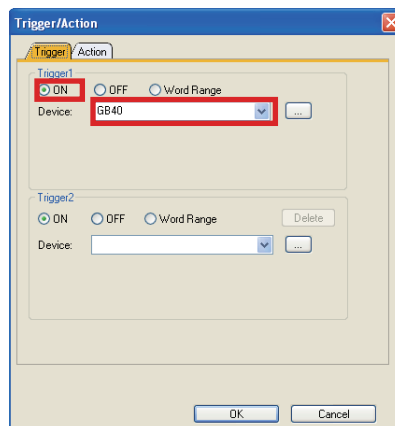 Trigger/Action
Trigger Action
Trigger1
ON OFF Word Range
Device: GB40 ...
Trigger2
ON OFF Word Range Delete
Device: ...
OK Cancel